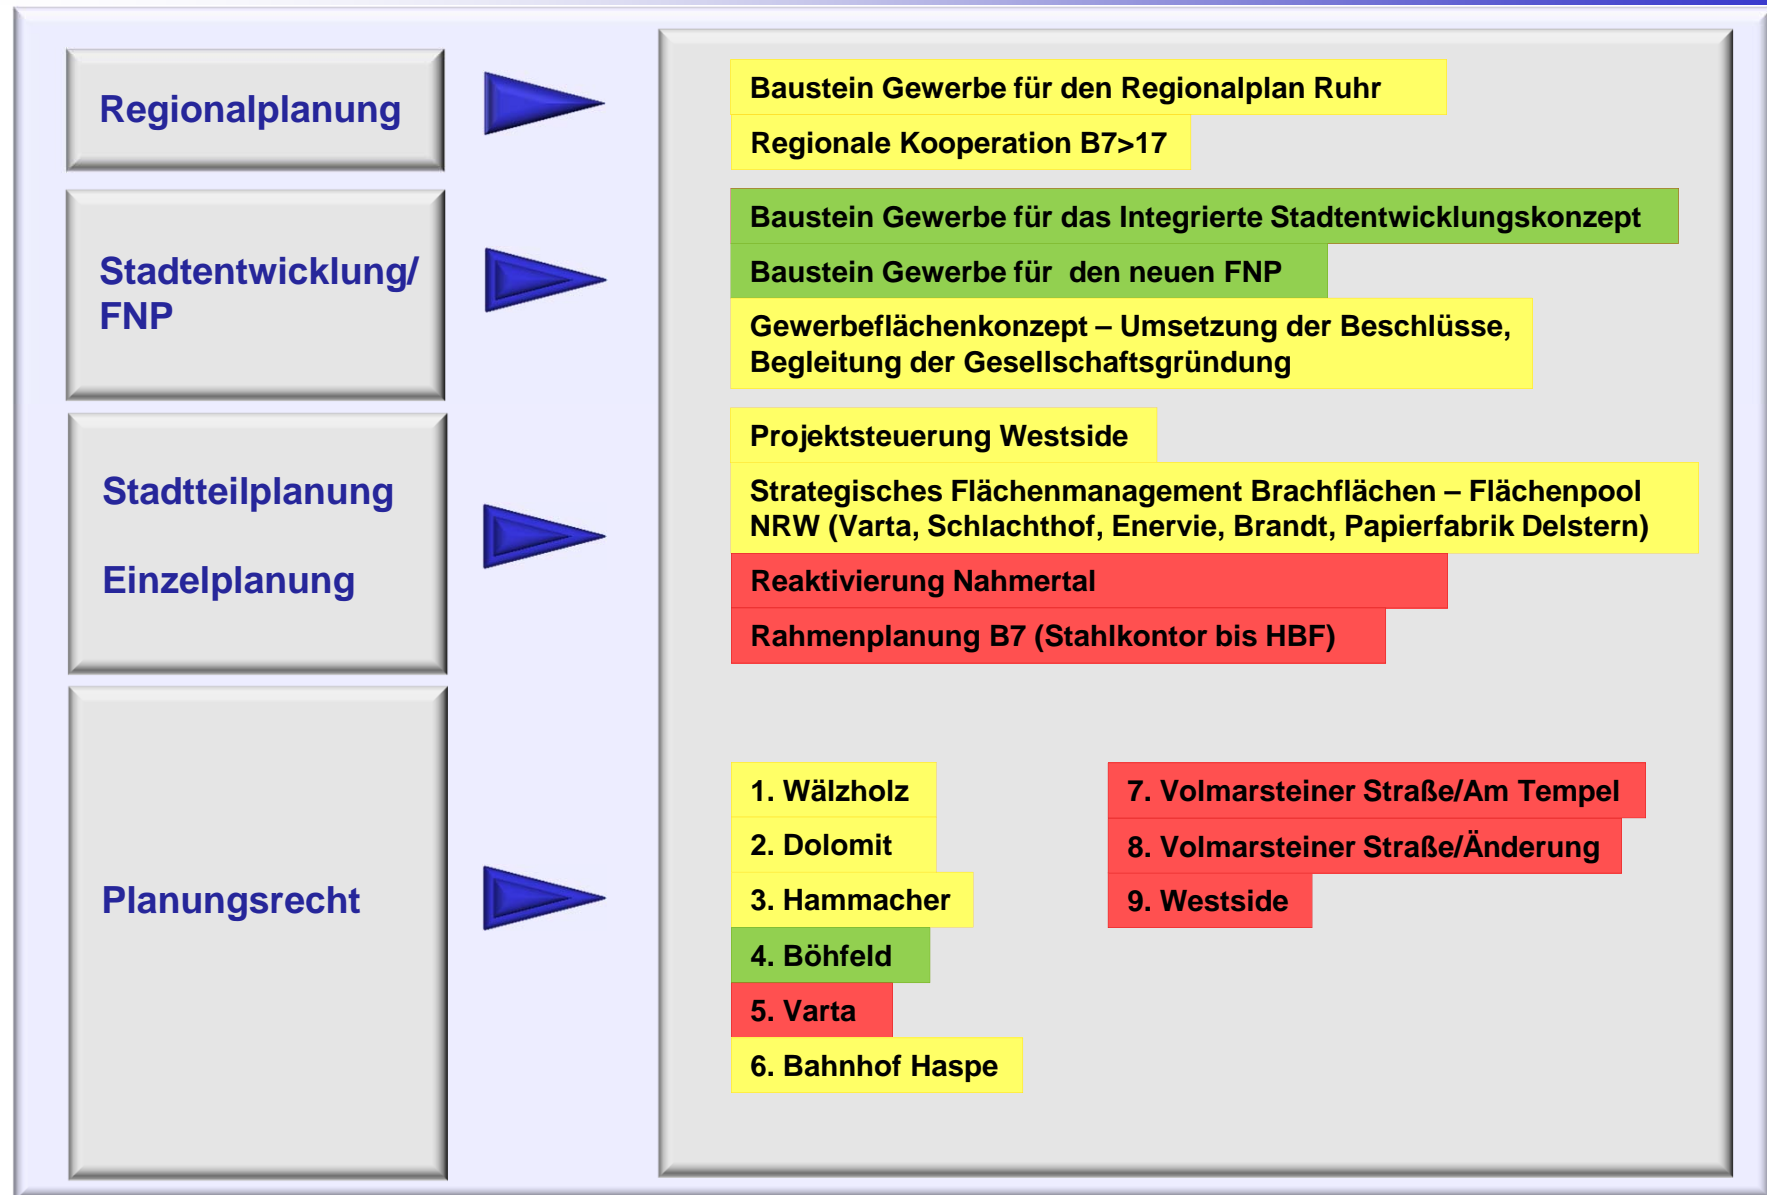 Regionalplanung
Baustein Gewerbe für den Regionalplan Ruhr
Regionale Kooperation B7>17
Stadtentwicklung/
FNP
Baustein Gewerbe für das Integrierte Stadtentwicklungskonzept
Baustein Gewerbe für den neuen FNP
Gewerbeflächenkonzept – Umsetzung der Beschlüsse,
Begleitung der Gesellschaftsgründung
Stadtteilplanung
Einzelplanung
Projektsteuerung Westside
Strategisches Flächenmanagement Brachflächen – Flächenpool
NRW (Varta, Schlachthof, Enervie, Brandt, Papierfabrik Delstern)
Reaktivierung Nahmertal
Rahmenplanung B7 (Stahlkontor bis HBF)
Planungsrecht
1. Wälzholz
2. Dolomit
3. Hammacher
4. Böhfeld
5. Varta
6. Bahnhof Haspe
7. Volmarsteiner Straße/Am Tempel
8. Volmarsteiner Straße/Änderung
9. Westside